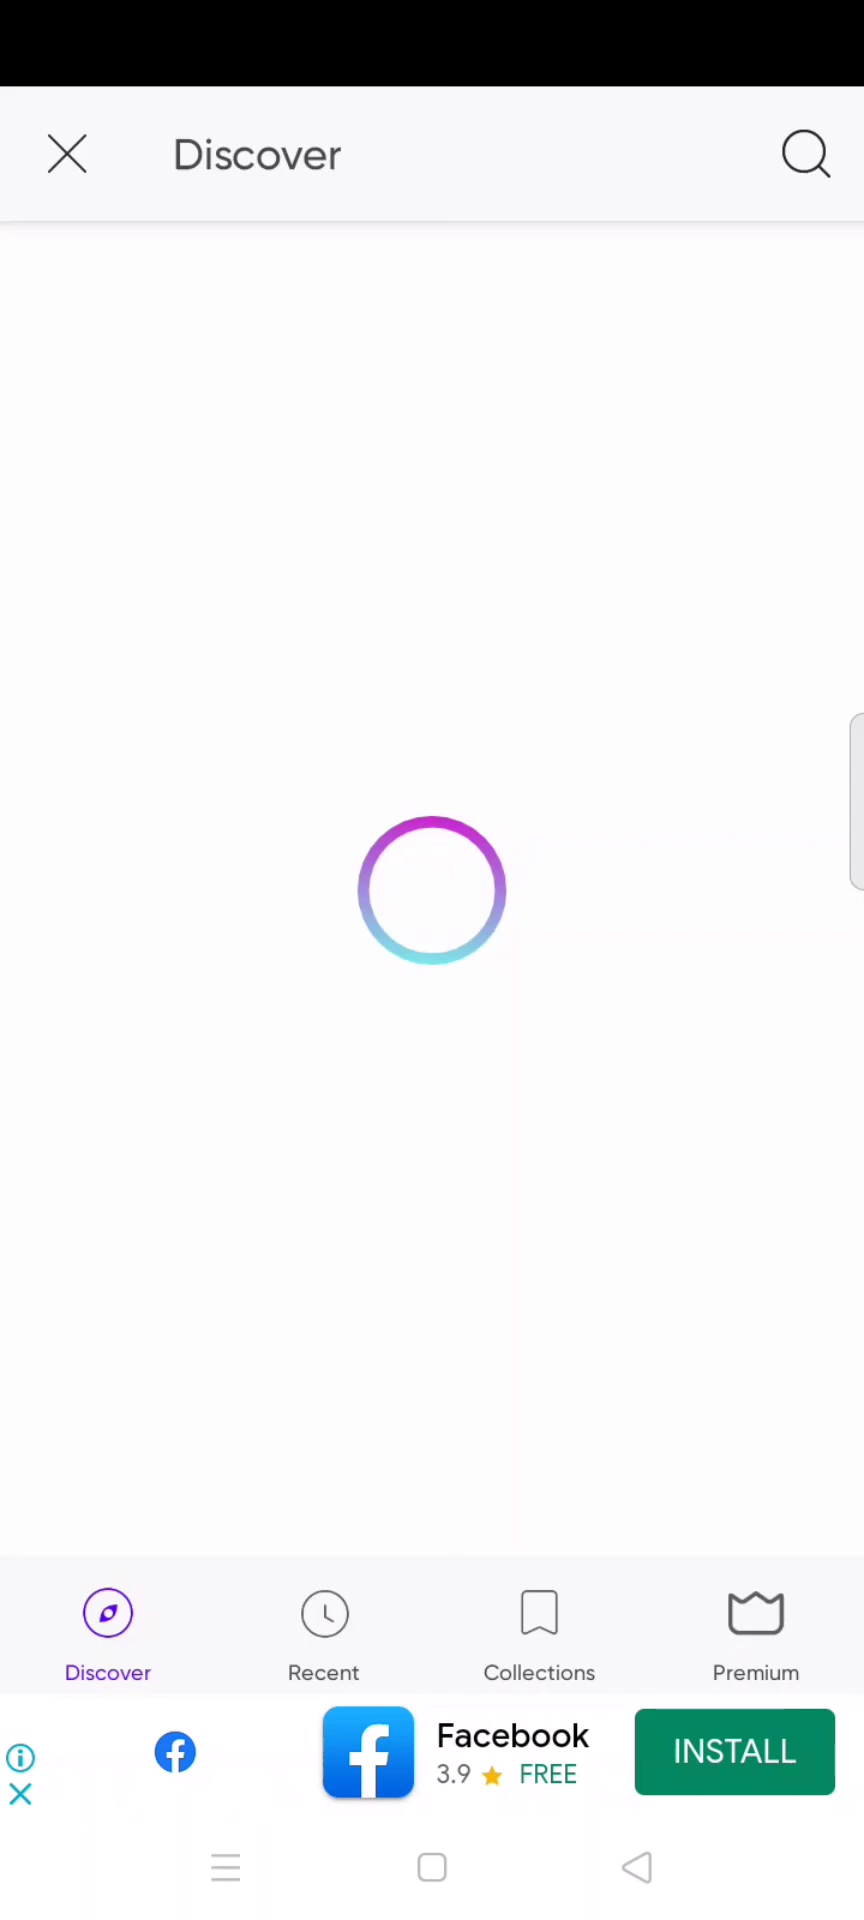 Discover
Discover
Recent
Collections
Premium
Facebook
3.9 FREE
INSTALL